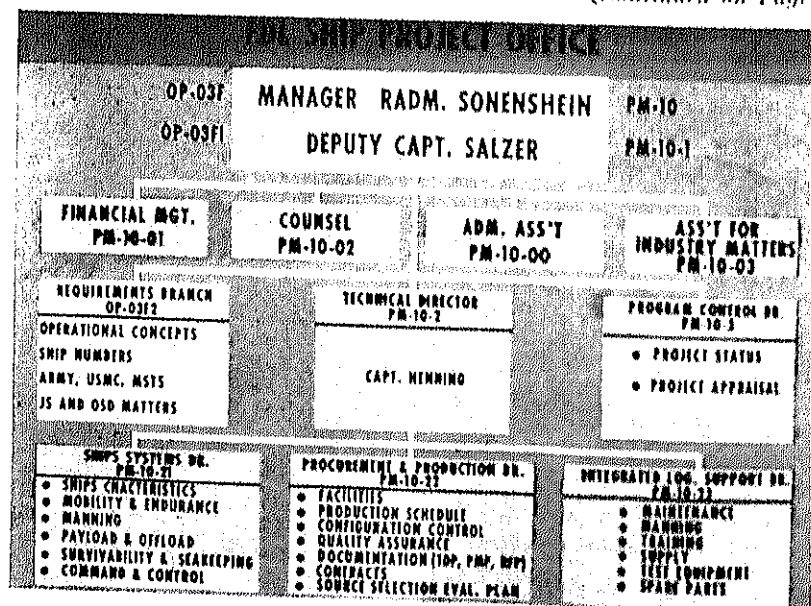 FDL SHIP PROJECT OFFICE
OP-03F
MANAGER RADM. SONENSHEIN
PM-10
OP-03F1
DEPUTY CAPT. SALZER
PM-10-1
FINANCIAL MGT.
PM-10-01
COUNSEL
PM-10-02
ADM. ASS'T
PM-10-00
ASS'T FOR
INDUSTRY MATTERS
PM-10-03
REQUIREMENTS BRANCH
OP-03F2
OPERATIONAL CONCEPTS
SHIP NUMBERS
ARMY, USMC, MSTS
JS AND OSD MATTERS
TECHNICAL DIRECTOR
PM-10-2
CAPT. HENNING
PROGRAM CONTROL BR.
PM-10-3
• PROJECT STATUS
• PROJECT APPRAISAL
SHIPS SYSTEMS BR.
PM-10-21
• SHIPS CHACTERISTICS
• MOBILITY & ENDURANCE
• MANNING
• PAYLOAD & OFFLOAD
• SURVIVABILITY & SEAKEEPING
• COMMAND & CONTROL
PROCUREMENT & PRODUCTION BR.
PM-10-22
• FACILITIES
• PRODUCTION SCHEDULE
• CONFIGURATION CONTROL
• QUALITY ASSURANCE
• DOCUMENTATION (TDP, PMP, RFP)
• CONTRACTS
• SOURCE SELECTION EVAL. PLAN
INTEGRATED LOG. SUPPORT BR.
PM-10-23
• MAINTENANCE
• MANNING
• TRAINING
• SUPPLY
• TEST EQUIPMENT
• SPARE PARTS